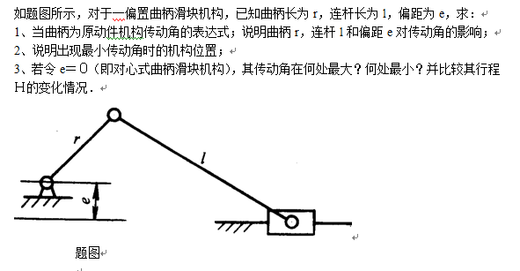 如题图所示，对于一偏置曲柄滑块机构，已知曲柄长为 r，连杆长为 l，偏距为 e，求：
1、当曲柄为原动件机构传动角的表达式；说明曲柄 r，连杆 l 和偏距 e 对传动角的影响；
2、说明出现最小传动角时的机构位置；
3、若令 e＝0（即对心式曲柄滑块机构），其传动角在何处最大？何处最小？并比较其行程
H的变化情况．
r
l
e
题图